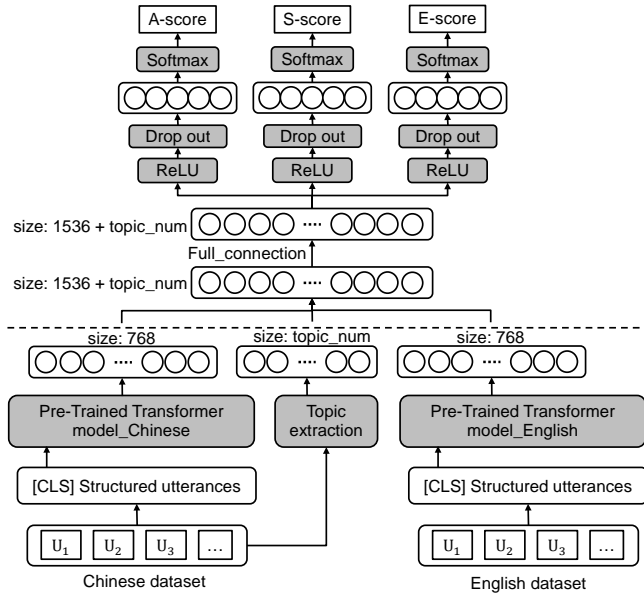 A-score S-score E-score
Softmax Softmax Softmax
Drop out Drop out Drop out
ReLU ReLU ReLU
size: 1536 + topic_num
....
Full_connection
size: 1536 + topic_num
....
size: 768 size: topic_num size: 768
.... .... ....
Pre-Trained Transformer model_Chinese
Topic extraction
Pre-Trained Transformer model_English
[CLS] Structured utterances [CLS] Structured utterances
U1 U2 U3 ... U1 U2 U3 ...
Chinese dataset English dataset